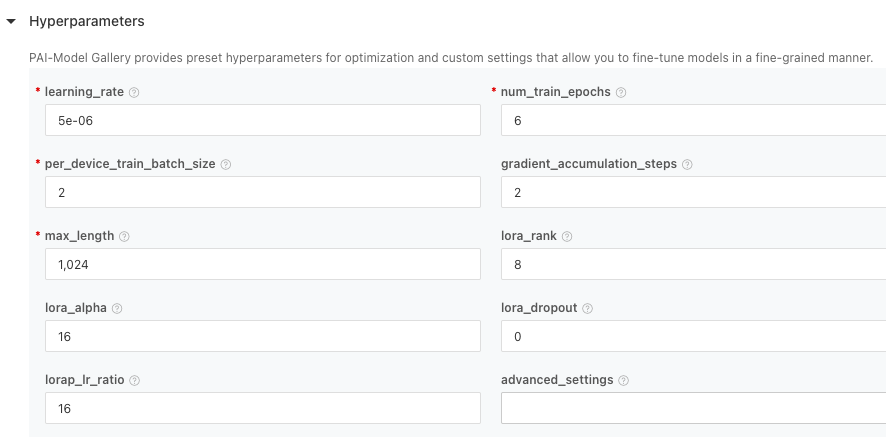 Hyperparameters
PAI-Model Gallery provides preset hyperparameters for optimization and custom settings that allow you to fine-tune models in a fine-grained manner.
* learning_rate
5e-06
* num_train_epochs
6
* per_device_train_batch_size
2
gradient_accumulation_steps
2
* max_length
1,024
lora_rank
8
lora_alpha
16
lora_dropout
0
lorap_lr_ratio
16
advanced_settings